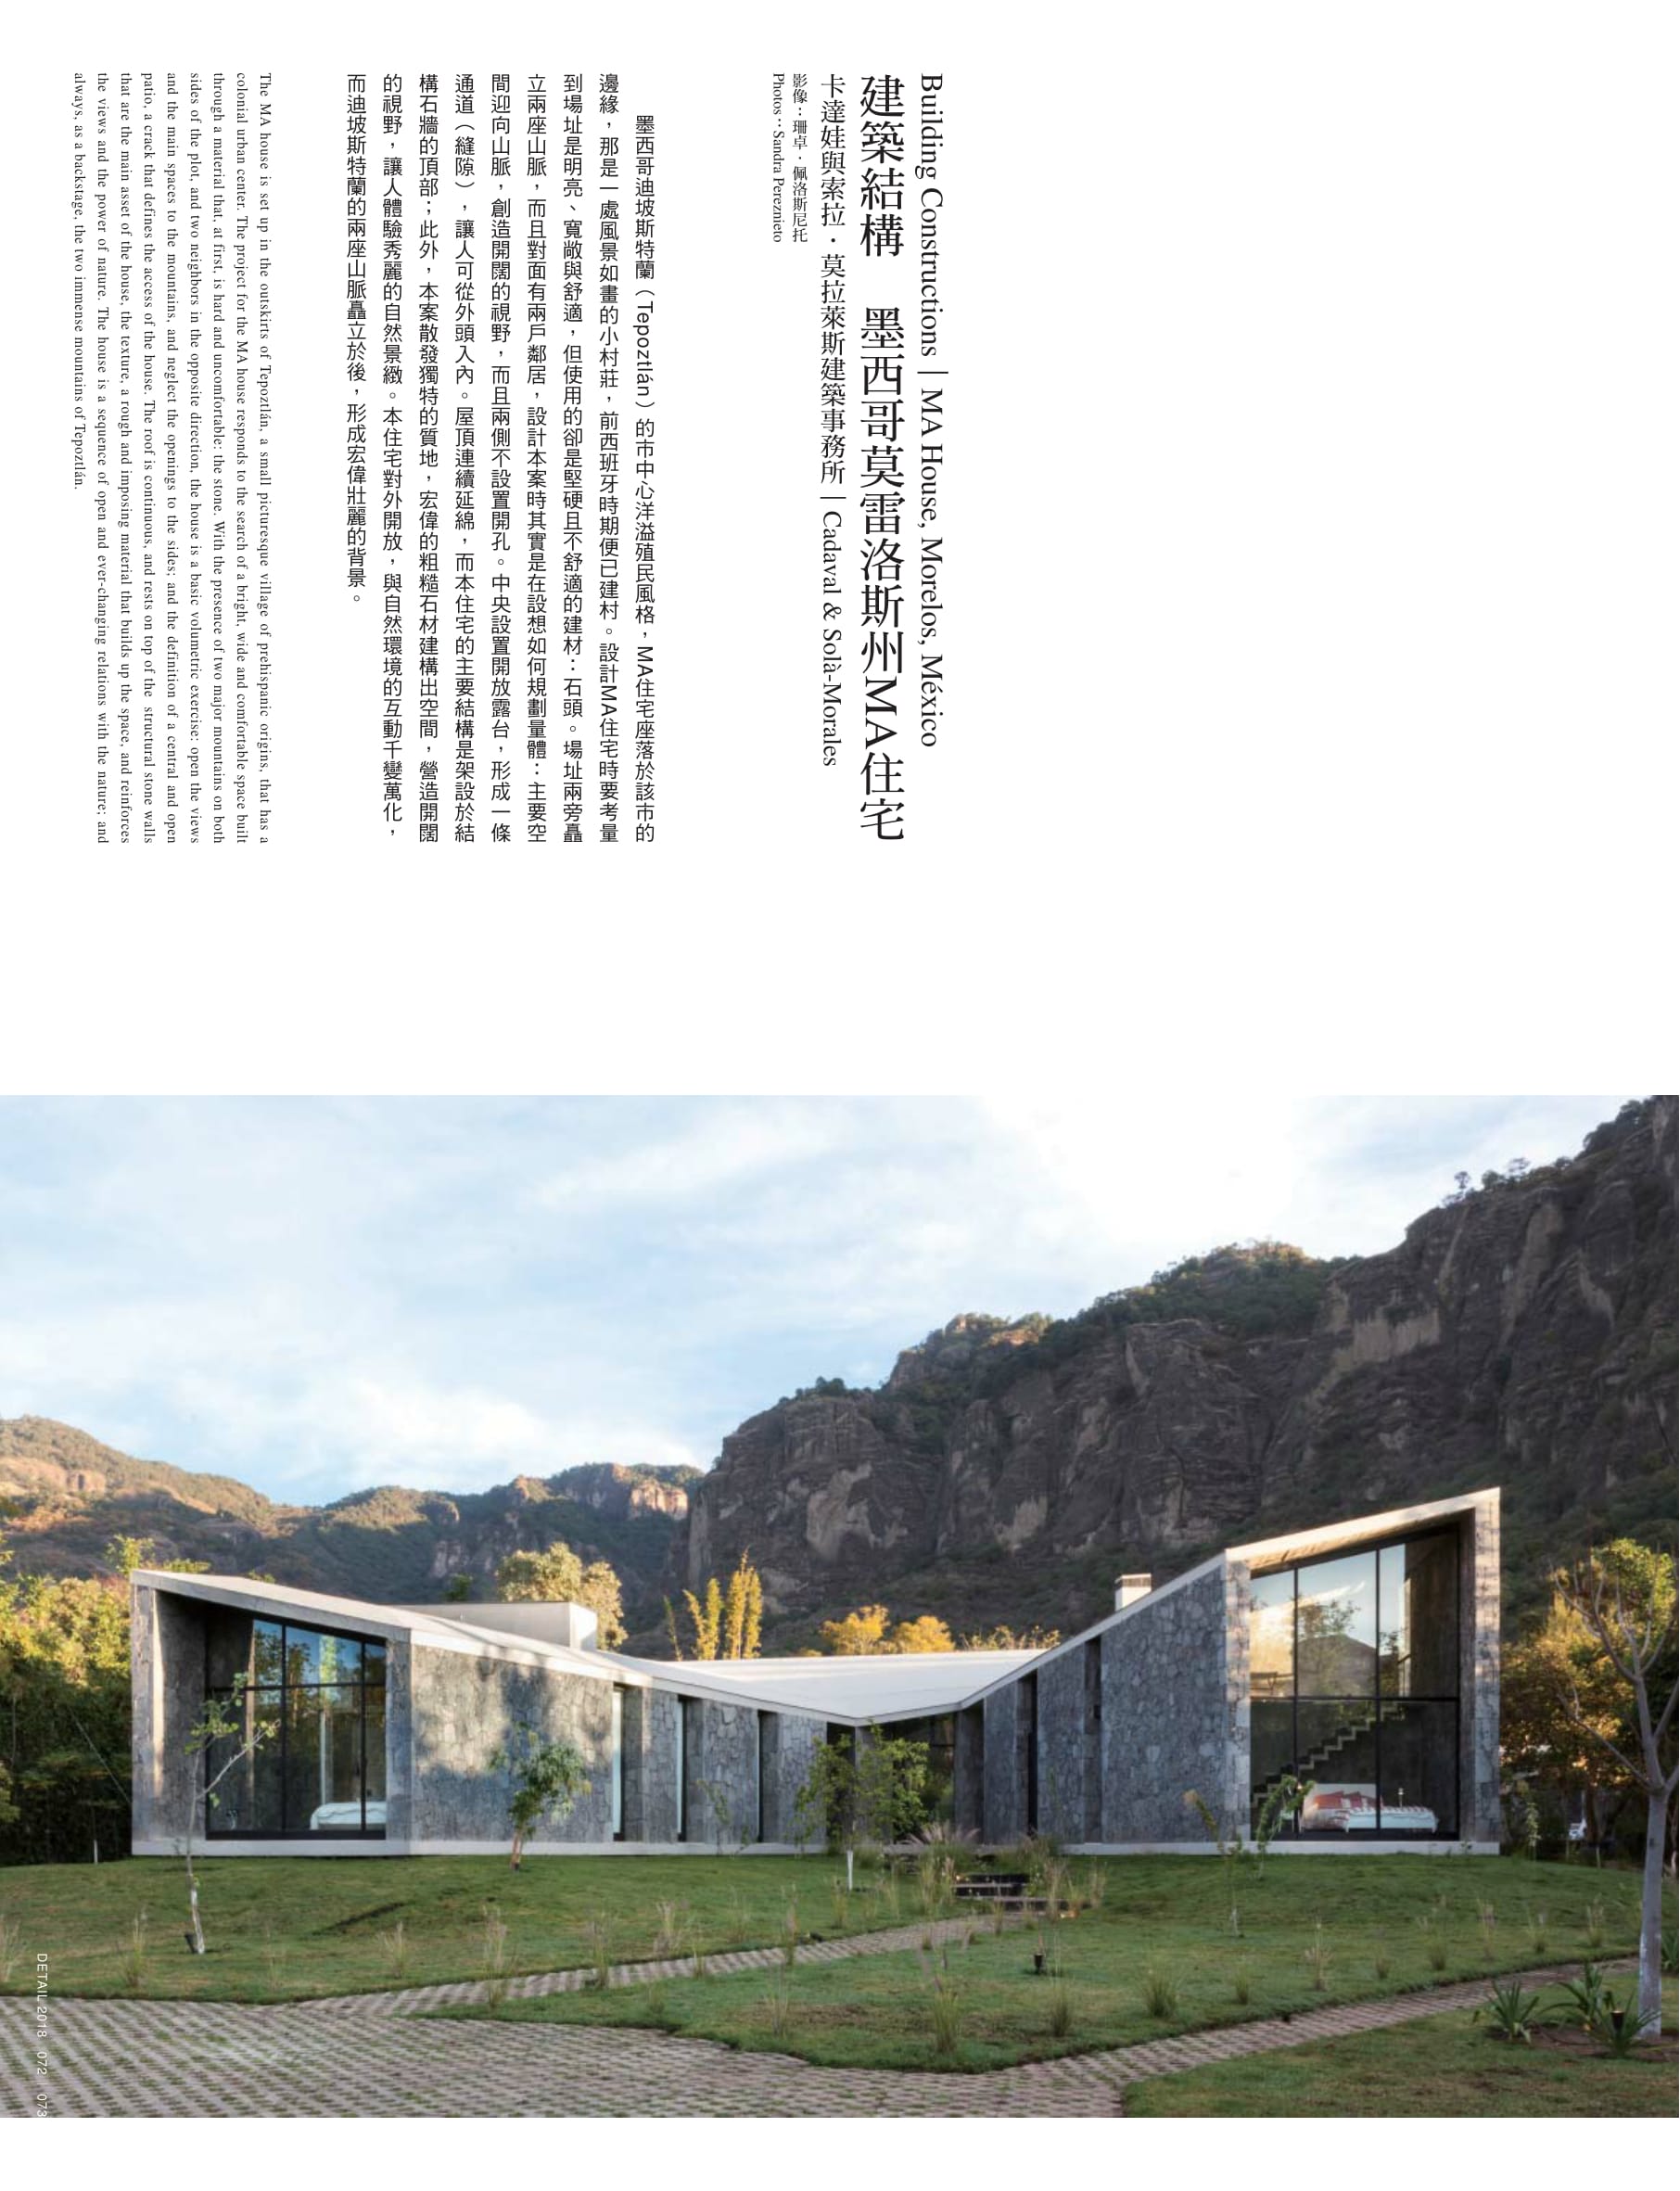 Building Constructions | MA House, Morelos, México
建築結構　墨西哥莫雷洛斯州MA住宅
卡達娃與索拉・莫拉萊斯建築事務所 | Cadaval & Solà-Morales
影像：珊卓・佩洛斯尼托
Photos：Sandra Pereznieto
墨西哥迪坡斯特蘭（Tepoztlán）的市中心洋溢殖民風格，MA住宅座落於該市的
邊緣，那是一處風景如畫的小村莊，前西班牙時期便已建村。設計MA住宅時要考量
到場址是明亮、寬敞與舒適，但使用的卻是堅硬且不舒適的建材：石頭。場址兩旁矗
立兩座山脈，而且對面有兩戶鄰居，設計本案時其實是在設想如何規劃量體：主要空
間迎向山脈，創造開闊的視野，而且兩側不設置開孔。中央設置開放露台，形成一條
通道（縫隙），讓人可從外頭入內。屋頂連續延綿，而本住宅的主要結構是架設於結
構石牆的頂部；此外，本案散發獨特的質地，宏偉的粗糙石材建構出空間，營造開闊
的視野，讓人體驗秀麗的自然景緻。本住宅對外開放，與自然環境的互動千變萬化，
而迪坡斯特蘭的兩座山脈矗立於後，形成宏偉壯麗的背景。
The MA house is set up in the outskirts of Tepoztlán, a small picturesque village of prehispanic origins, that has a
colonial urban center. The project for the MA house responds to the search of a bright, wide and comfortable space built
through a material that, at first, is hard and uncomfortable: the stone. With the presence of two major mountains on both
sides of the plot, and two neighbors in the opposite direction, the house is a basic volumetric exercise: open the views
and the main spaces to the mountains, and neglect the openings to the sides; and the definition of a central and open
patio, a crack that defines the access of the house. The roof is continuous, and rests on top of the structural stone walls
that are the main asset of the house, the texture, a rough and imposing material that builds up the space, and reinforces
the views and the power of nature. The house is a sequence of open and ever-changing relations with the nature; and
always, as a backstage, the two immense mountains of Tepoztlán.
DETAIL 2018 072 / 073